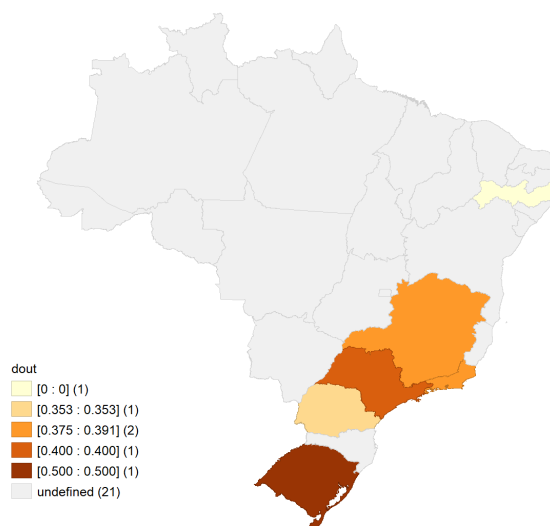 dout
[0 : 0] (1)
[0.353 : 0.353] (1)
[0.375 : 0.391] (2)
[0.400 : 0.400] (1)
[0.500 : 0.500] (1)
undefined (21)